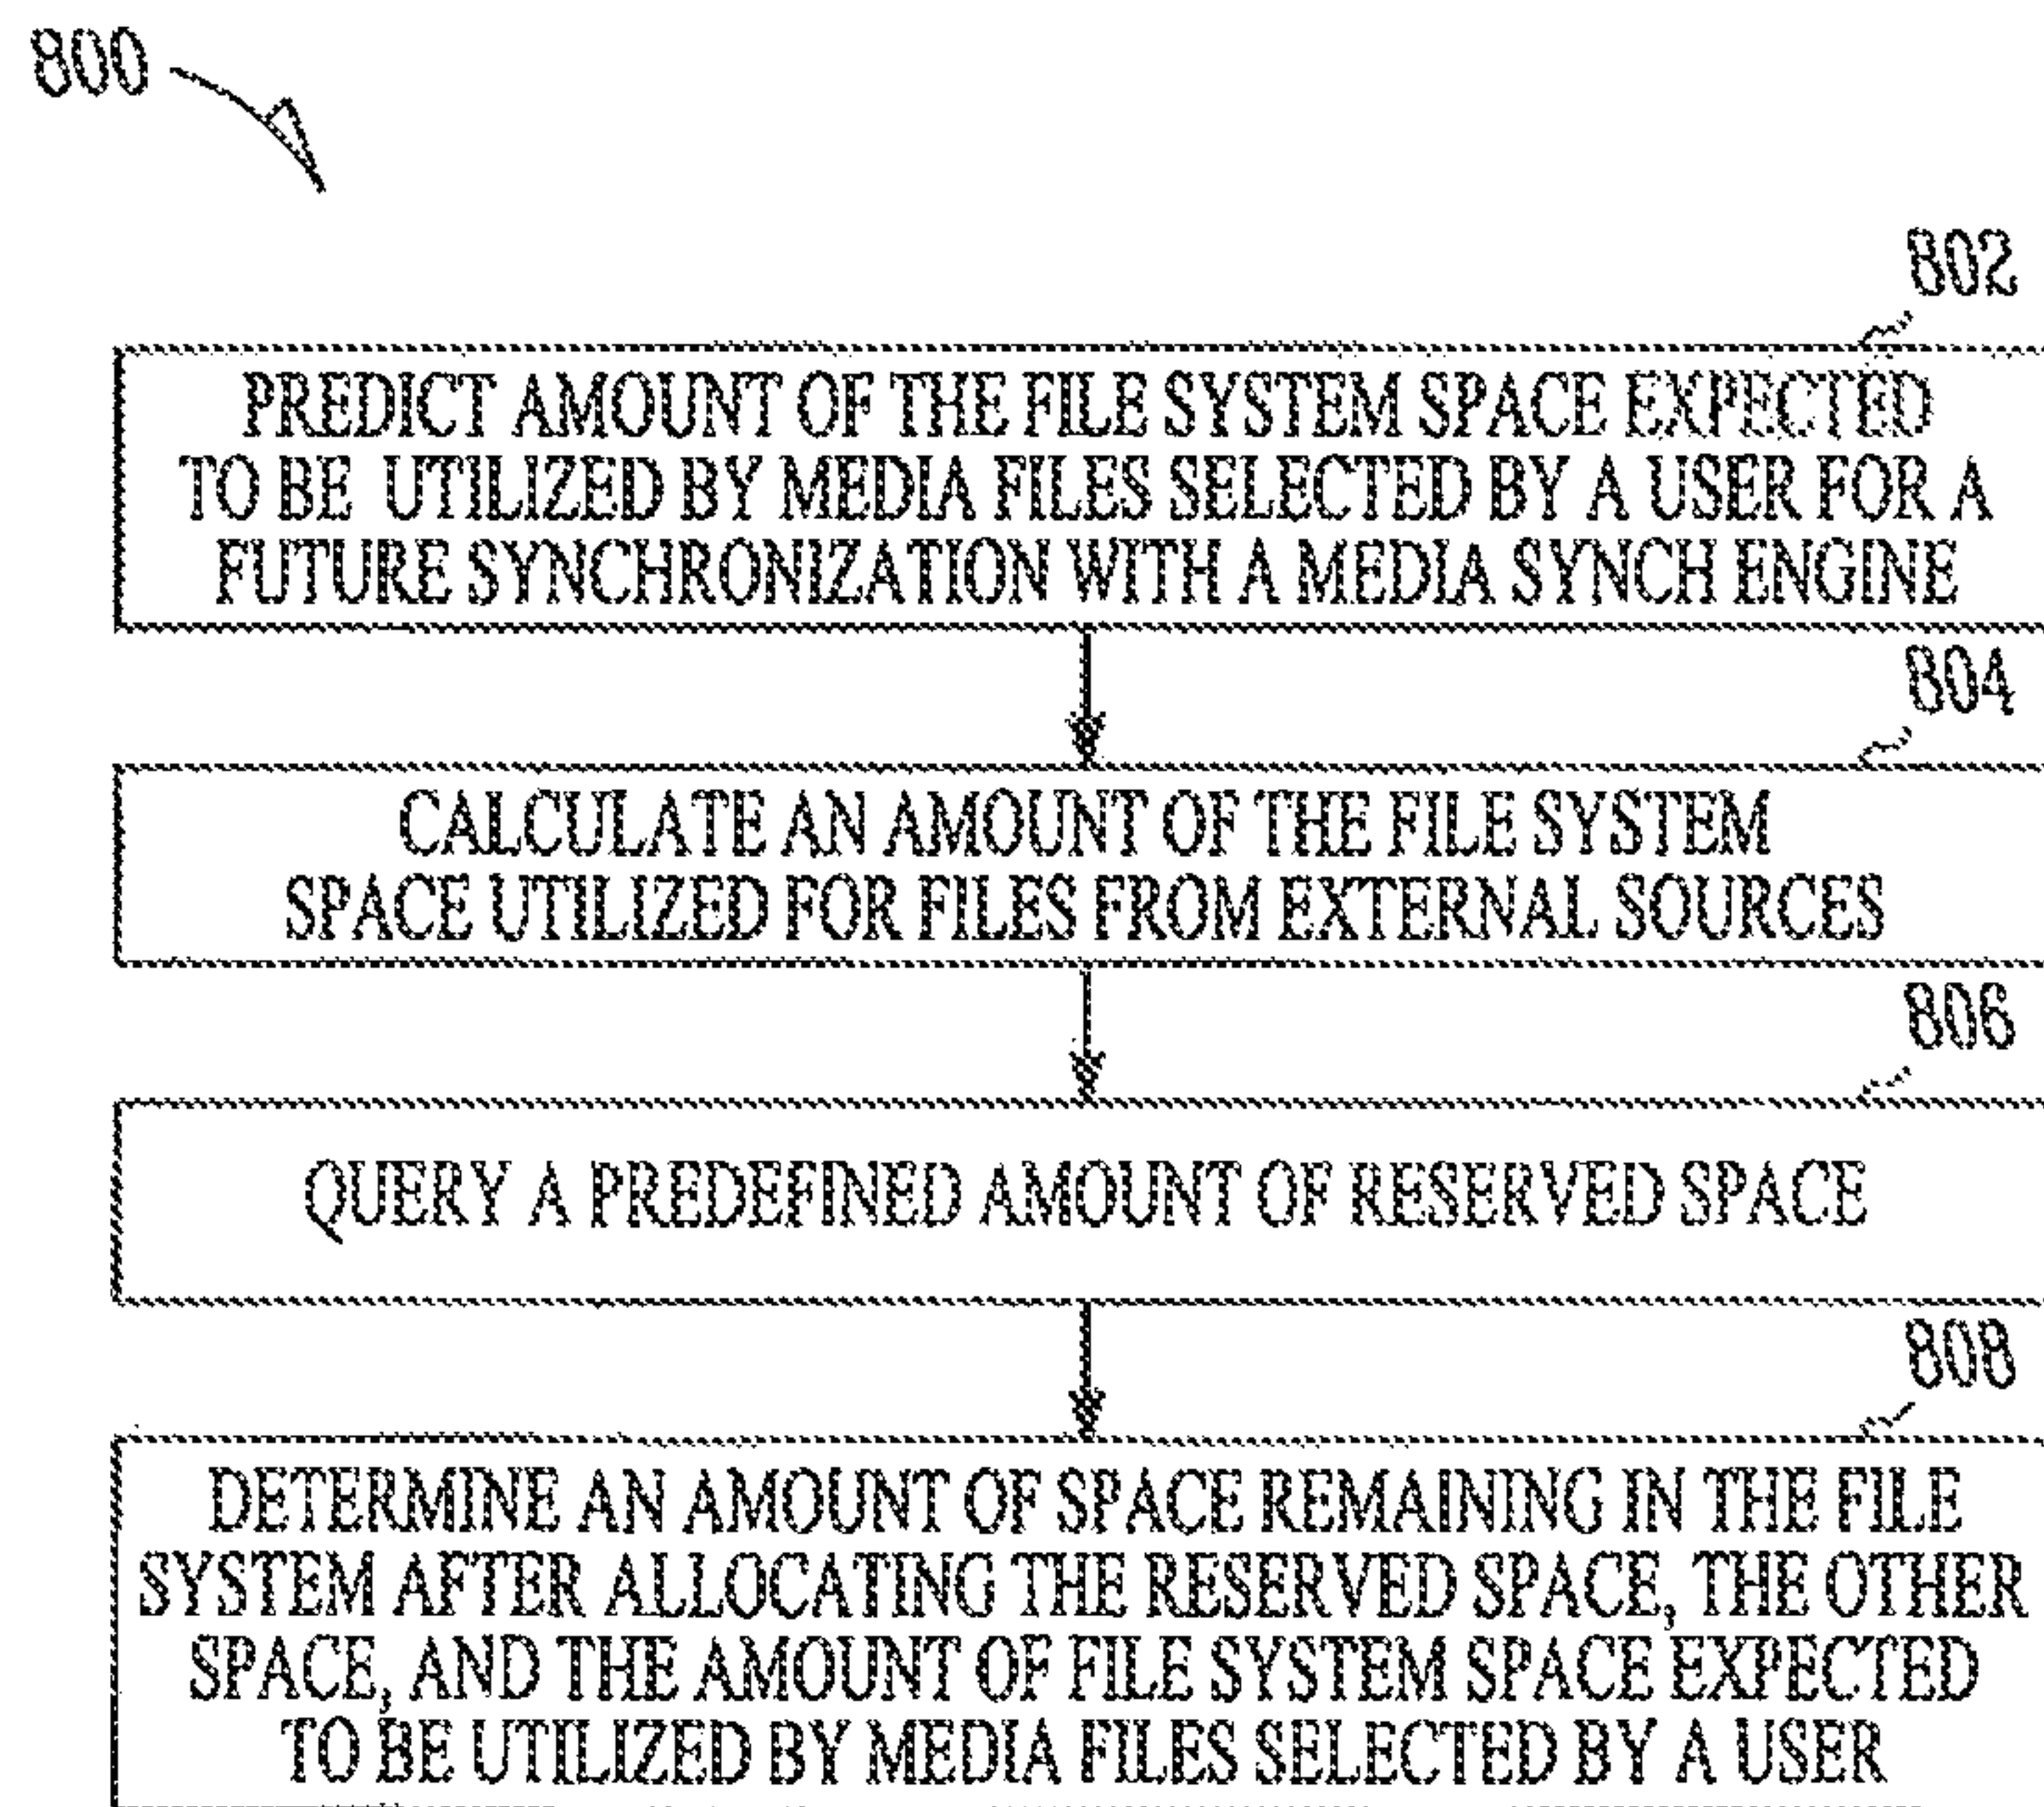 800
802
PREDICT AMOUNT OF THE FILE SYSTEM SPACE EXPECTED
TO BE UTILIZED BY MEDIA FILES SELECTED BY A USER FOR A
FUTURE SYNCHRONIZATION WITH A MEDIA SYNCH ENGINE
804
CALCULATE AN AMOUNT OF THE FILE SYSTEM
SPACE UTILIZED FOR FILES FROM EXTERNAL SOURCES
806
QUERY A PREDEFINED AMOUNT OF RESERVED SPACE
808
DETERMINE AN AMOUNT OF SPACE REMAINING IN THE FILE
SYSTEM AFTER ALLOCATING THE RESERVED SPACE, THE OTHER
SPACE, AND THE AMOUNT OF FILE SYSTEM SPACE EXPECTED
TO BE UTILIZED BY MEDIA FILES SELECTED BY A USER